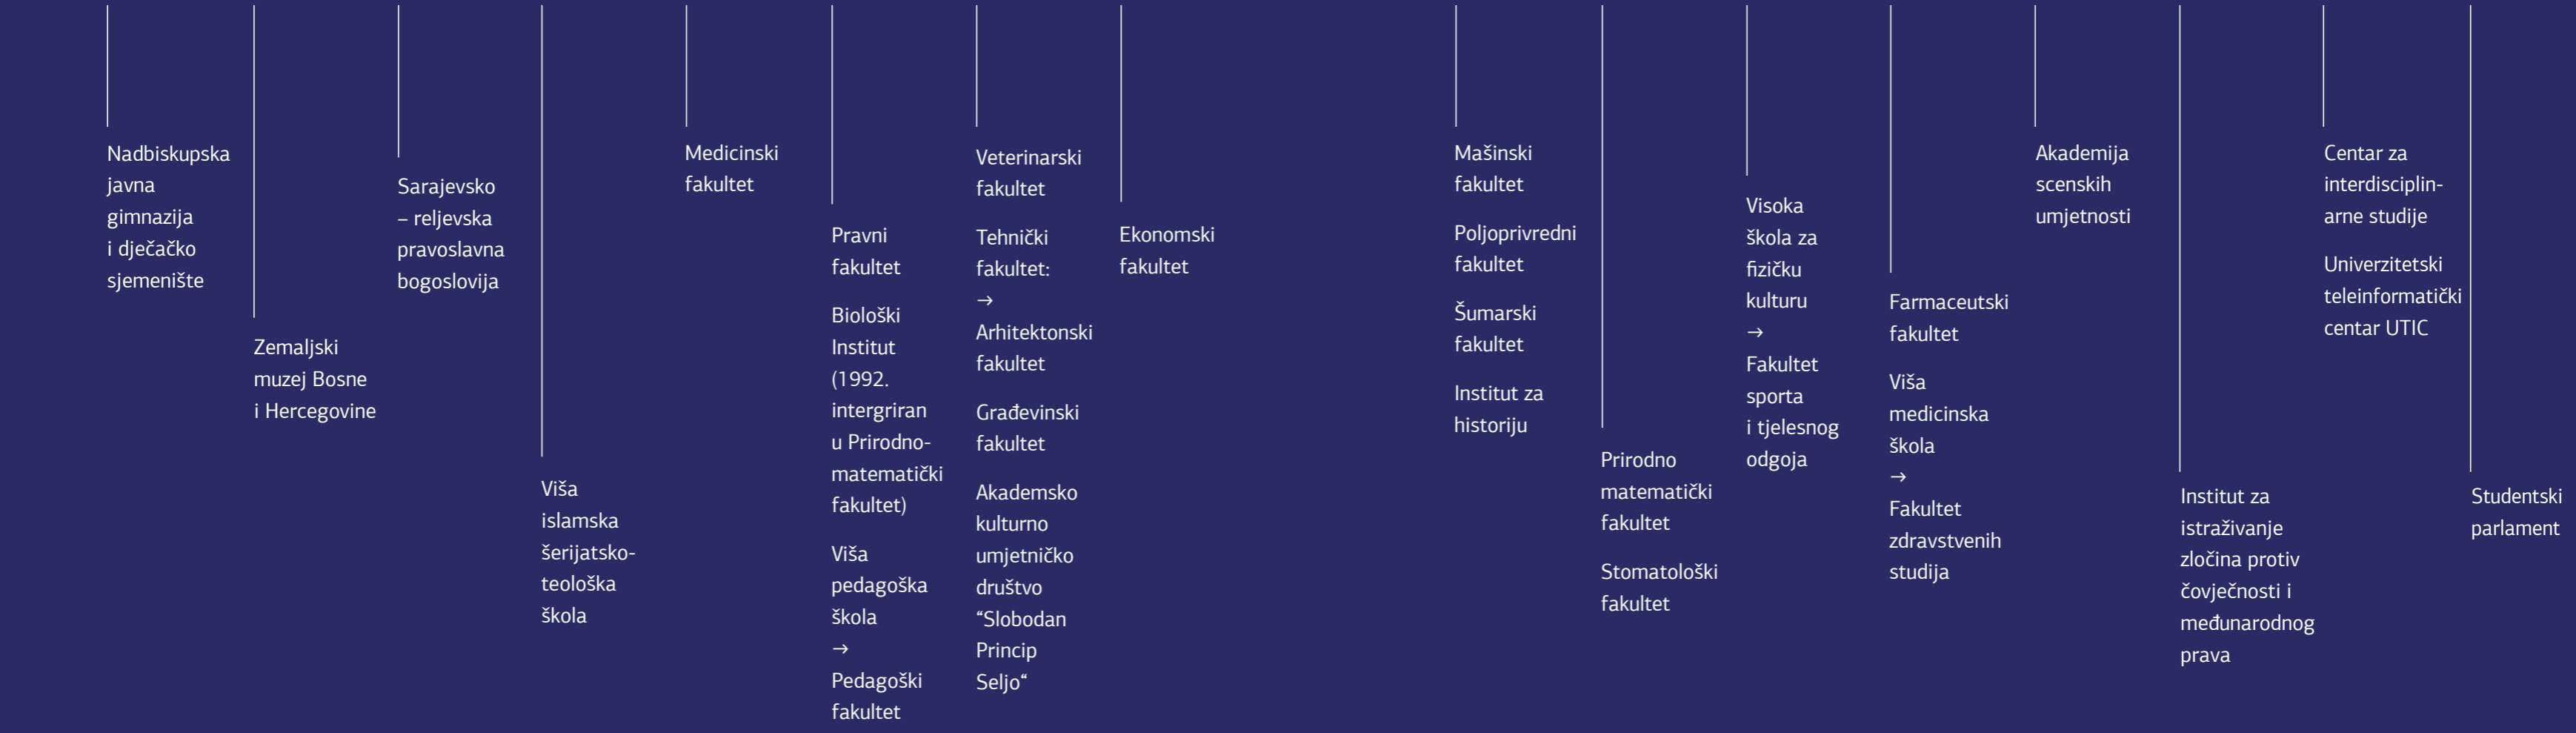 Nadbiskupska
javna
gimnazija
i dječačko
sjemenište
Zemaljski
muzej Bosne
i Hercegovine
Sarajevsko
– reljevska
pravoslavna
bogoslovija
Viša
islamska
šerijatsko-
teološka
škola
Medicinski
fakultet
Pravni
fakultet
Biološki
Institut
(1992.
intergriran
u Prirodno-
matematički
fakultet)
Viša
pedagoška
škola
→
Pedagoški
fakultet
Veterinarski
fakultet
Tehnički
fakultet:
→
Arhitektonski
fakultet
Građevinski
fakultet
Akademsko
kulturno
umjetničko
društvo
“Slobodan
Princip
Seljo“
Ekonomski
fakultet
Mašinski
fakultet
Poljoprivredni
fakultet
Šumarski
fakultet
Institut za
historiju
Prirodno
matematički
fakultet
Stomatološki
fakultet
Visoka
škola za
fizičku
kulturu
→
Fakultet
sporta
i tjelesnog
odgoja
Farmaceutski
fakultet
Viša
medicinska
škola
→
Fakultet
zdravstvenih
studija
Akademija
scenskih
umjetnosti
Institut za
istraživanje
zločina protiv
čovječnosti i
međunarodnog
prava
Centar za
interdisciplin-
arne studije
Univerzitetski
teleinformatički
centar UTIC
Studentski
parlament